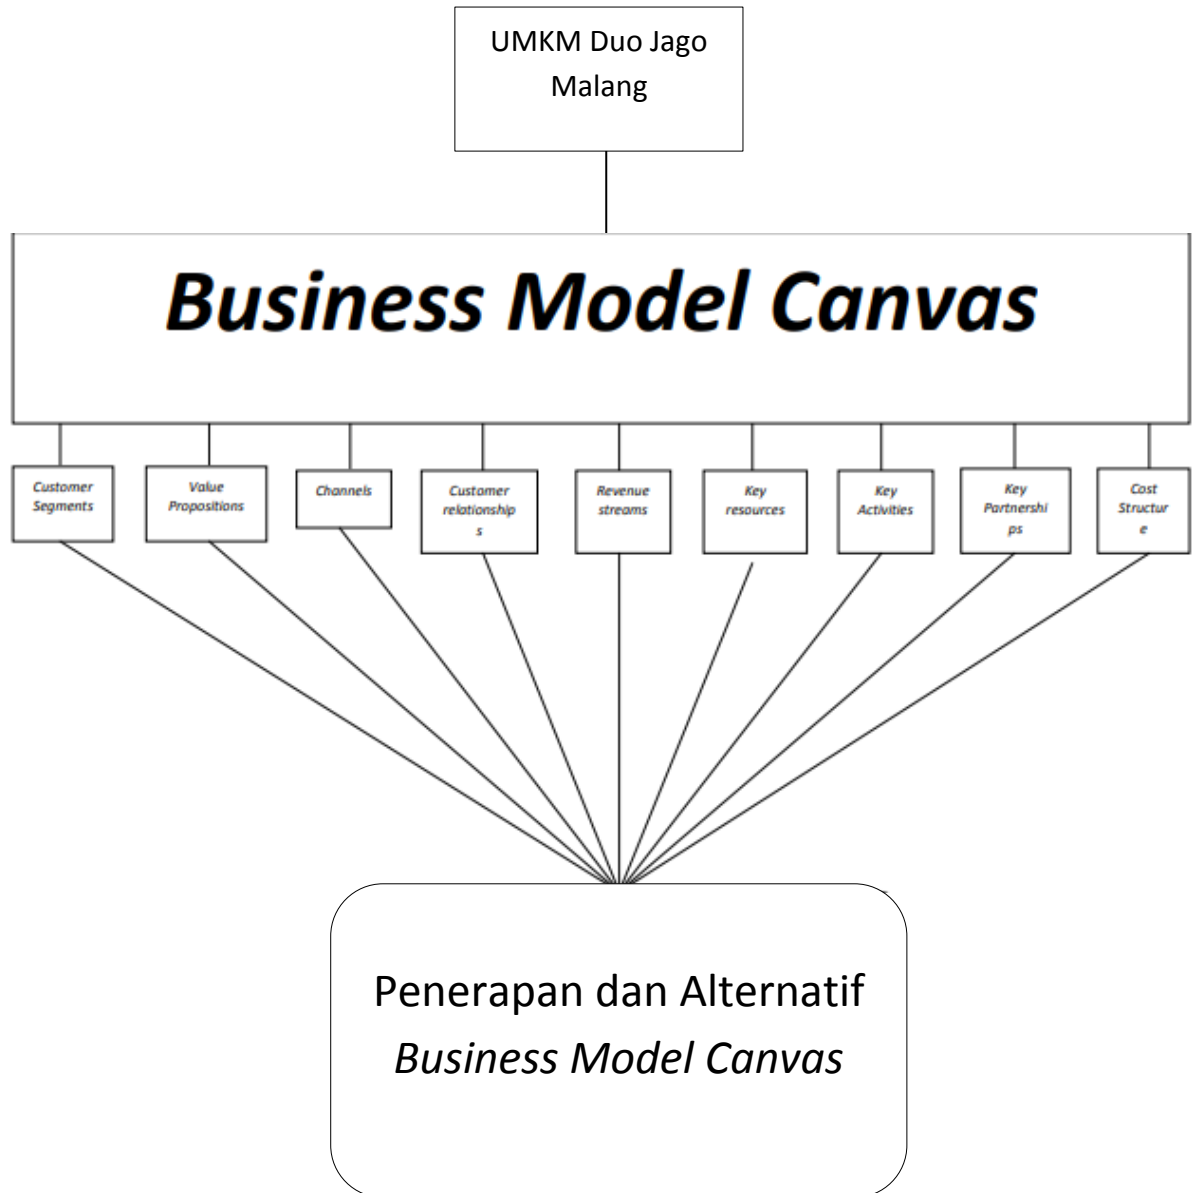 UMKM Duo Jago
Malang
Business Model Canvas
Customer
Segments
Value
Propositions
Channels
Customer
relationship
s
Revenue
streams
Key
resources
Key
Activities
Key
Partnershi
ps
Cost
Structur
e
Penerapan dan Alternatif
Business Model Canvas